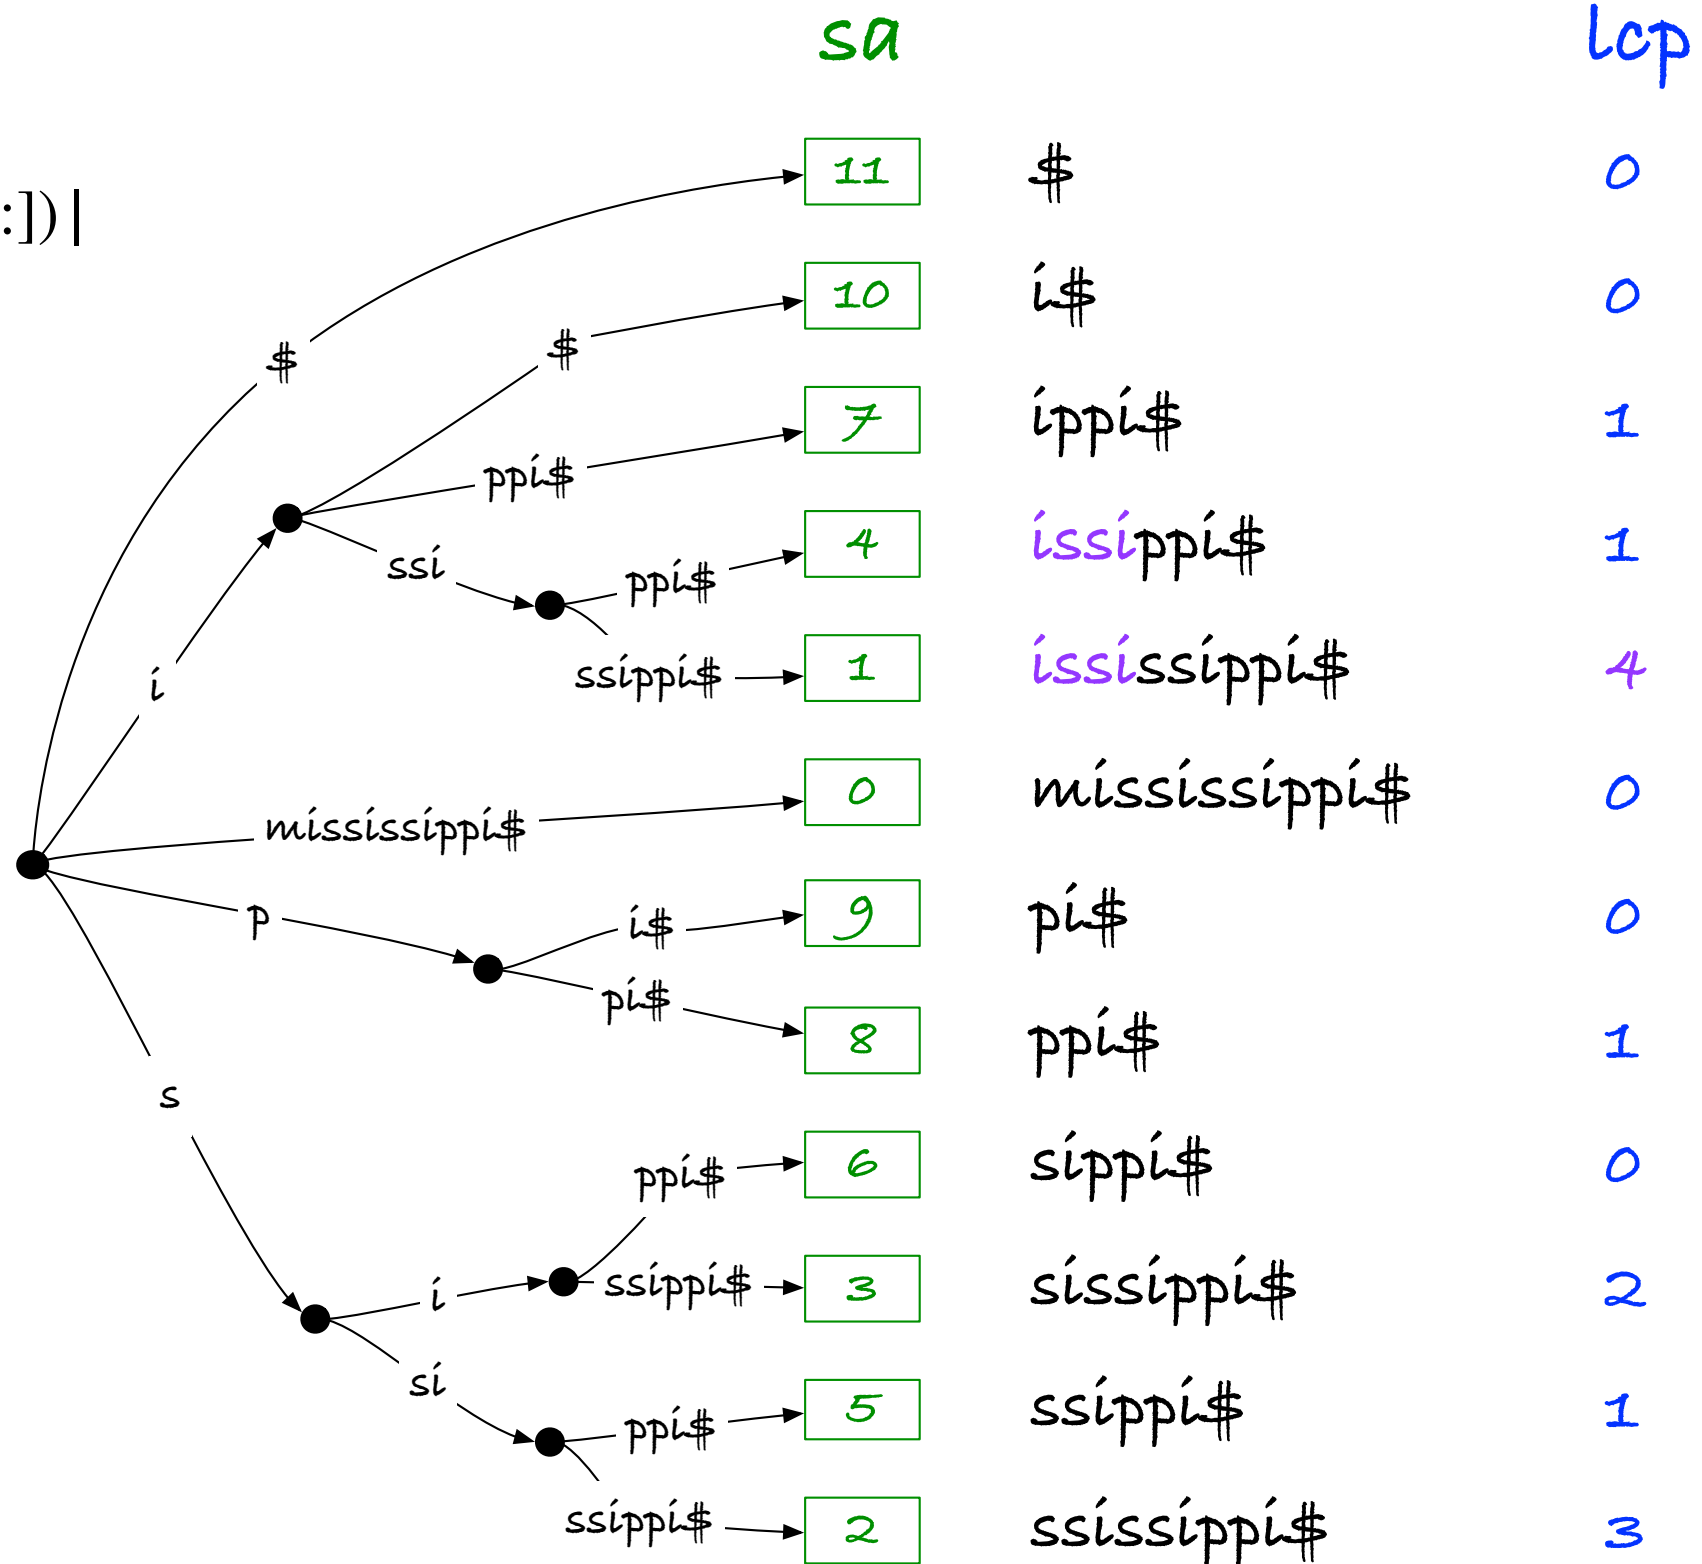 sa lcp
11 $ 0
:])|
10 i$ 0
$
$
7 ippi$ 1
ppi$
4 issippi$ 1
ssi
ppi$
1 ississippi$ 4
ssippi$
i
0 mississippi$ 0
mississippi$
9 pi$ 0
p
i$
pi$
8 ppi$ 1
s
6 sippi$ 0
ppi$
3 sissippi$ 2
ssippi$
i
si
5 ssippi$ 1
ppi$
2 ssissippi$ 3
ssippi$